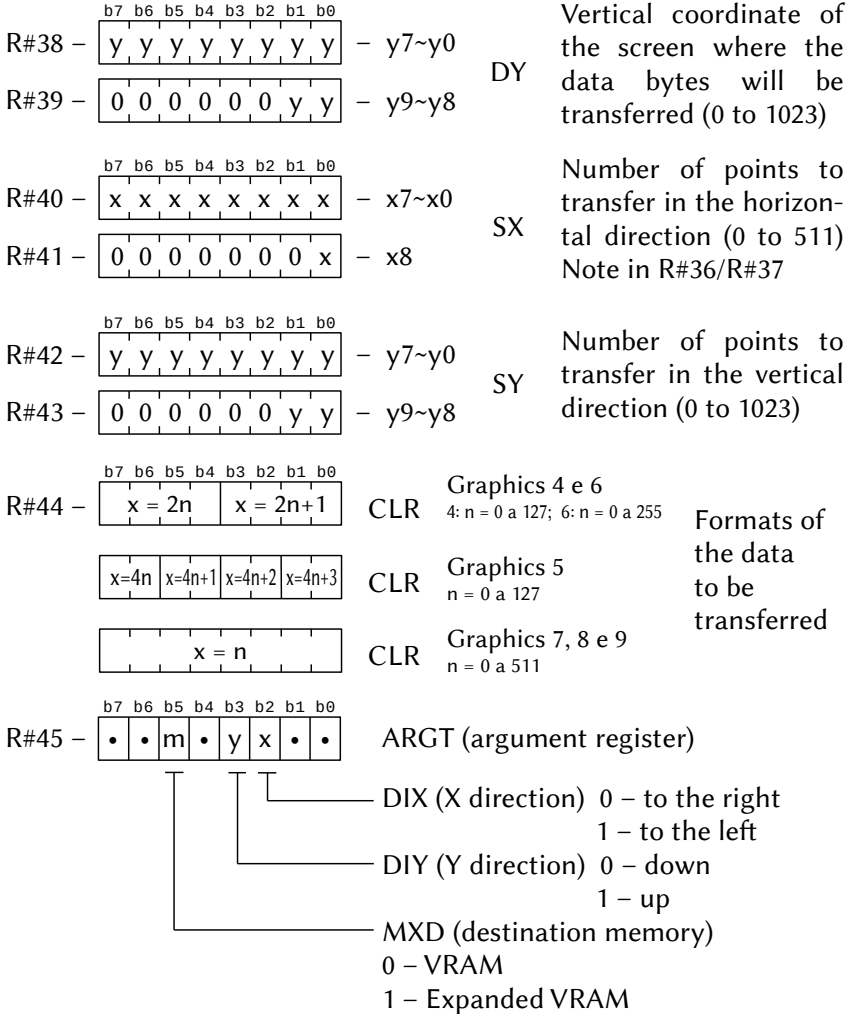 b7 b6 b5 b4 b3 b2 b1 b0
R#38 – y y y y y y y y – y7~y0
R#39 – 0 0 0 0 0 0 y y – y9~y8
DY
Vertical coordinate of
the screen where the
data bytes will be
transferred (0 to 1023)
b7 b6 b5 b4 b3 b2 b1 b0
R#40 – x x x x x x x x – x7~x0
R#41 – 0 0 0 0 0 0 0 x – x8
SX
Number of points to
transfer in the horizon-
tal direction (0 to 511)
Note in R#36/R#37
b7 b6 b5 b4 b3 b2 b1 b0
R#42 – y y y y y y y y – y7~y0
R#43 – 0 0 0 0 0 0 y y – y9~y8
SY
Number of points to
transfer in the vertical
direction (0 to 1023)
b7 b6 b5 b4 b3 b2 b1 b0
R#44 – x = 2n x = 2n+1 CLR
Graphics 4 e 6
4: n = 0 a 127; 6: n = 0 a 255
x=4n x=4n+1 x=4n+2 x=4n+3 CLR
Graphics 5
n = 0 a 127
x = n CLR
Graphics 7, 8 e 9
n = 0 a 511
Formats of
the data
to be
transferred
b7 b6 b5 b4 b3 b2 b1 b0
R#45 – • • m • y x • • ARGT (argument register)
DIX (X direction) 0 – to the right
1 – to the left
DIY (Y direction) 0 – down
1 – up
MXD (destination memory)
0 – VRAM
1 – Expanded VRAM